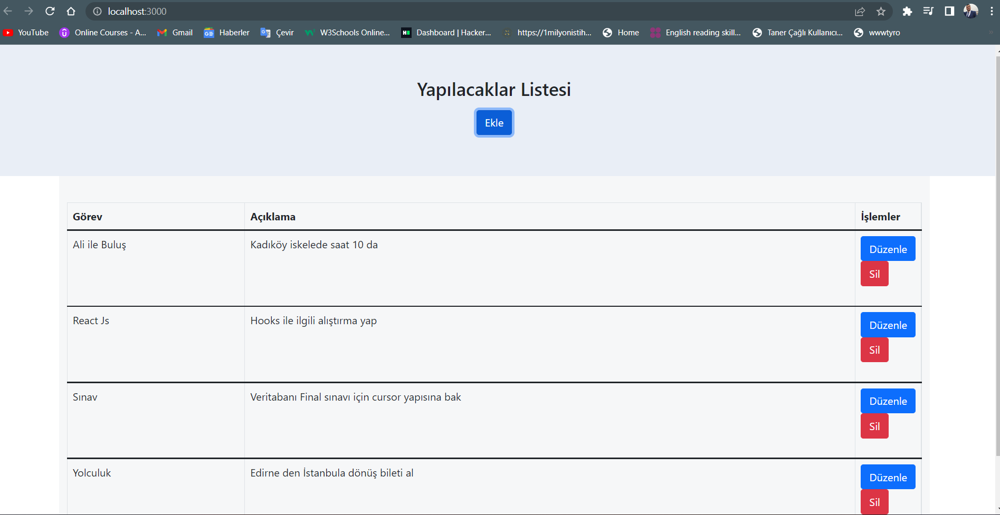 localhost:3000
YouTube Online Courses - A... Gmail Haberler Çevir W3Schools Online... Dashboard | Hacker... https://1milyonistih... Home English reading skill... Taner Çağlı Kullanıcı... wwwtyro »
Yapılacaklar Listesi
Ekle
Görev Açıklama İşlemler
Ali ile Buluş Kadıköy iskelede saat 10 da Düzenle
Sil
React Js Hooks ile ilgili alıştırma yap Düzenle
Sil
Sınav Veritabanı Final sınavı için cursor yapısına bak Düzenle
Sil
Yolculuk Edirne den İstanbula dönüş bileti al Düzenle
Sil